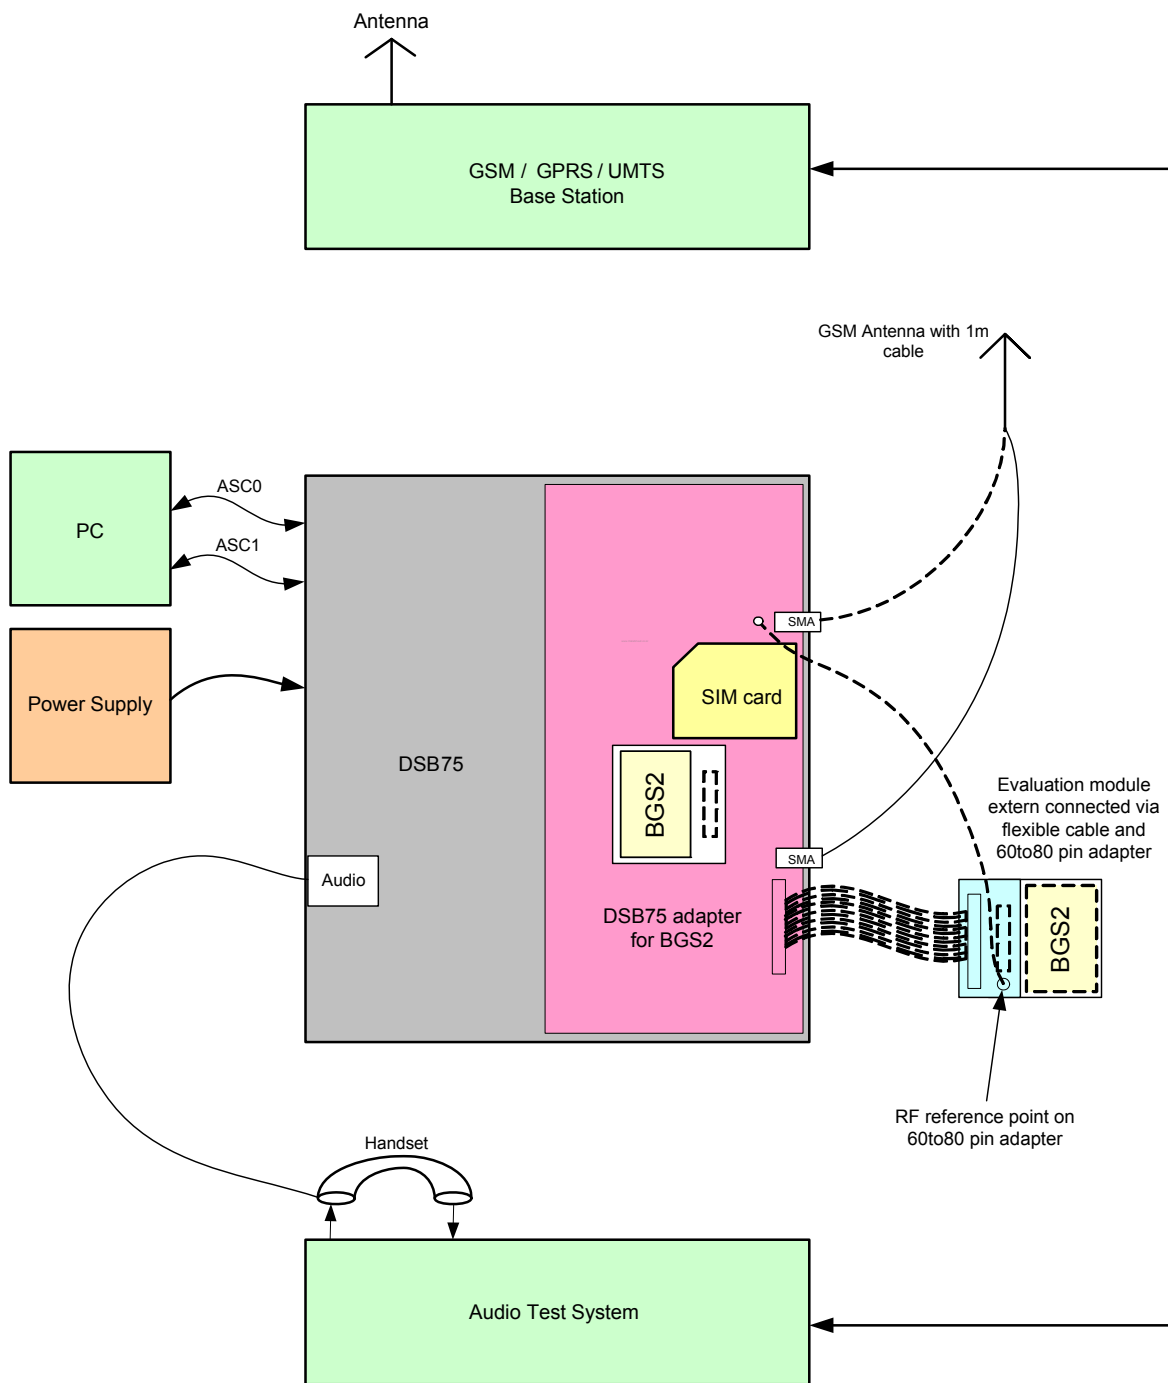 Antenna
GSM / GPRS / UMTS
Base Station
GSM Antenna with 1m
cable
ASC0
PC
ASC1
SMA
Power Supply
SIM card
DSB75
BGS2
Evaluation module
extern connected via
flexible cable and
60to80 pin adapter
SMA
Audio
DSB75 adapter
for BGS2
BGS2
RF reference point on
60to80 pin adapter
Handset
Audio Test System